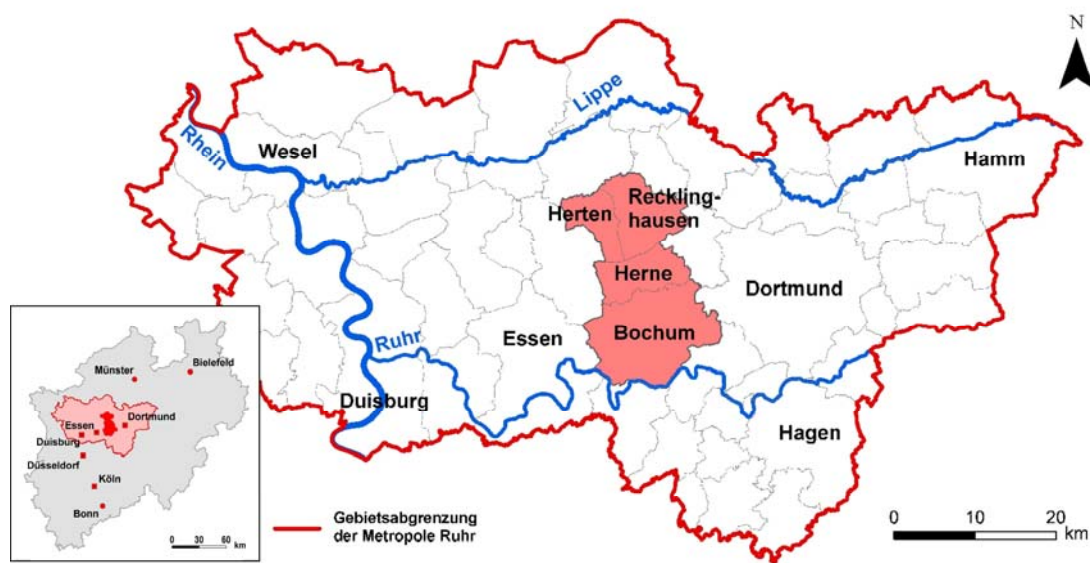 N
Lippe
Rhein
Wesel
Hamm
Reckling-
hausen
Herten
Herne
Dortmund
Bochum
Essen
Ruhr
Duisburg
Hagen
Münster
Bielefeld
Dortmund
Essen
Duisburg
Düsseldorf
Köln
Bonn
0 30 60
km
Gebietsabgrenzung
der Metropole Ruhr
0 10 20
km